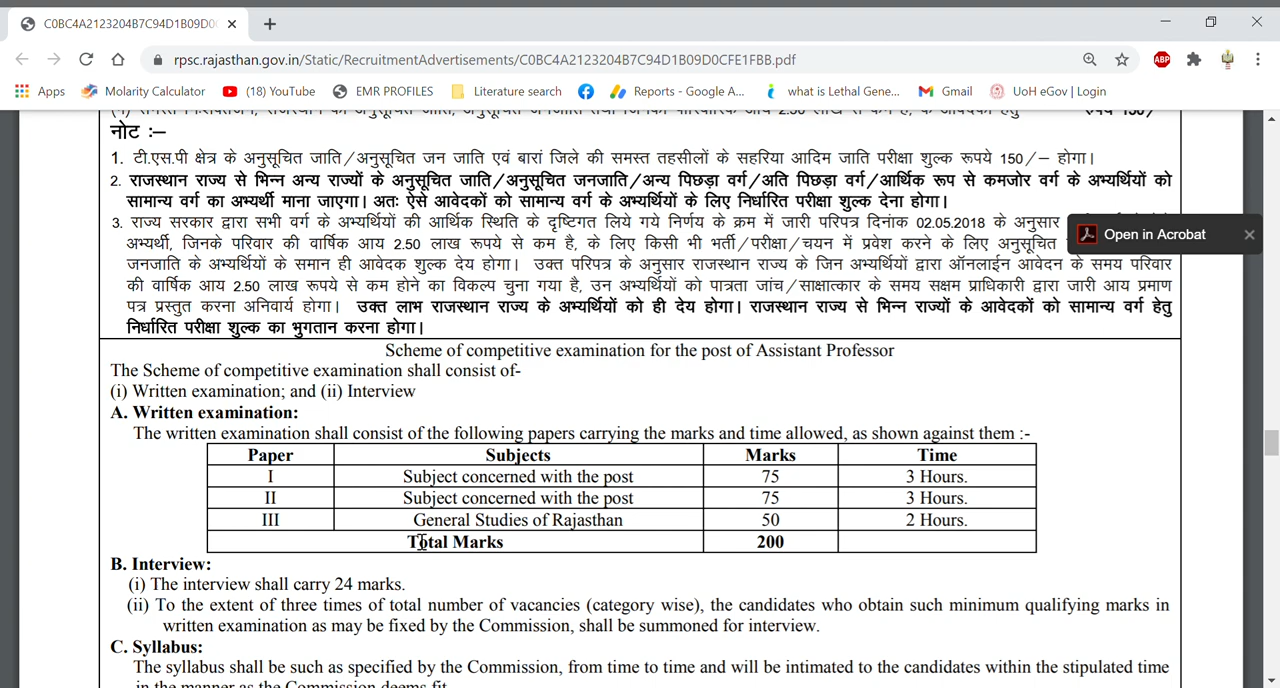 C0BC4A2123204B7C94D1B09D0C
rpsc.rajasthan.gov.in/Static/RecruitmentAdvertisements/C0BC4A2123204B7C94D1B09D0CFE1FBB.pdf
ABP
Apps Molarity Calculator (18) YouTube EMR PROFILES Literature search Reports - Google A... what is Lethal Gene... Gmail UoH eGov | Login
नोट :–
1. टी.एस.पी क्षेत्र के अनुसूचित जाति/अनुसूचित जन जाति एवं बारां जिले की समस्त तहसीलों के सहरिया आदिम जाति परीक्षा शुल्क रूपये 150/– होगा।
2. राजस्थान राज्य से भिन्न अन्य राज्यों के अनुसूचित जाति/अनुसूचित जनजाति/अन्य पिछड़ा वर्ग/अति पिछड़ा वर्ग/आर्थिक रूप से कमजोर वर्ग के अभ्यर्थियों को
सामान्य वर्ग का अभ्यर्थी माना जाएगा। अतः ऐसे आवेदकों को सामान्य वर्ग के अभ्यर्थियों के लिए निर्धारित परीक्षा शुल्क देना होगा।
3. राज्य सरकार द्वारा सभी वर्ग के अभ्यर्थियों की आर्थिक स्थिति के दृष्टिगत लिये गये निर्णय के क्रम में जारी परिपत्र दिनांक 02.05.2018 के अनुसार
Open in Acrobat
अभ्यर्थी, जिनके परिवार की वार्षिक आय 2.50 लाख रूपये से कम है, के लिए किसी भी भर्ती/परीक्षा/चयन में प्रवेश करने के लिए अनुसूचित
जनजाति के अभ्यर्थियों के समान ही आवेदक शुल्क देय होगा। उक्त परिपत्र के अनुसार राजस्थान राज्य के जिन अभ्यर्थियों द्वारा ऑनलाईन आवेदन के समय परिवार
की वार्षिक आय 2.50 लाख रूपये से कम होने का विकल्प चुना गया है, उन अभ्यर्थियों को पात्रता जांच/साक्षात्कार के समय सक्षम प्राधिकारी द्वारा जारी आय प्रमाण
पत्र प्रस्तुत करना अनिवार्य होगा। उक्त लाभ राजस्थान राज्य के अभ्यर्थियों को ही देय होगा। राजस्थान राज्य से भिन्न राज्यों के आवेदकों को सामान्य वर्ग हेतु
निर्धारित परीक्षा शुल्क का भुगतान करना होगा।
Scheme of competitive examination for the post of Assistant Professor
The Scheme of competitive examination shall consist of-
(i) Written examination; and (ii) Interview
A. Written examination:
The written examination shall consist of the following papers carrying the marks and time allowed, as shown against them :-
Paper Subjects Marks Time
I Subject concerned with the post 75 3 Hours.
II Subject concerned with the post 75 3 Hours.
III General Studies of Rajasthan 50 2 Hours.
Total Marks 200
B. Interview:
(i) The interview shall carry 24 marks.
(ii) To the extent of three times of total number of vacancies (category wise), the candidates who obtain such minimum qualifying marks in
written examination as may be fixed by the Commission, shall be summoned for interview.
C. Syllabus:
The syllabus shall be such as specified by the Commission, from time to time and will be intimated to the candidates within the stipulated time
in the manner as the Commission deems fit.